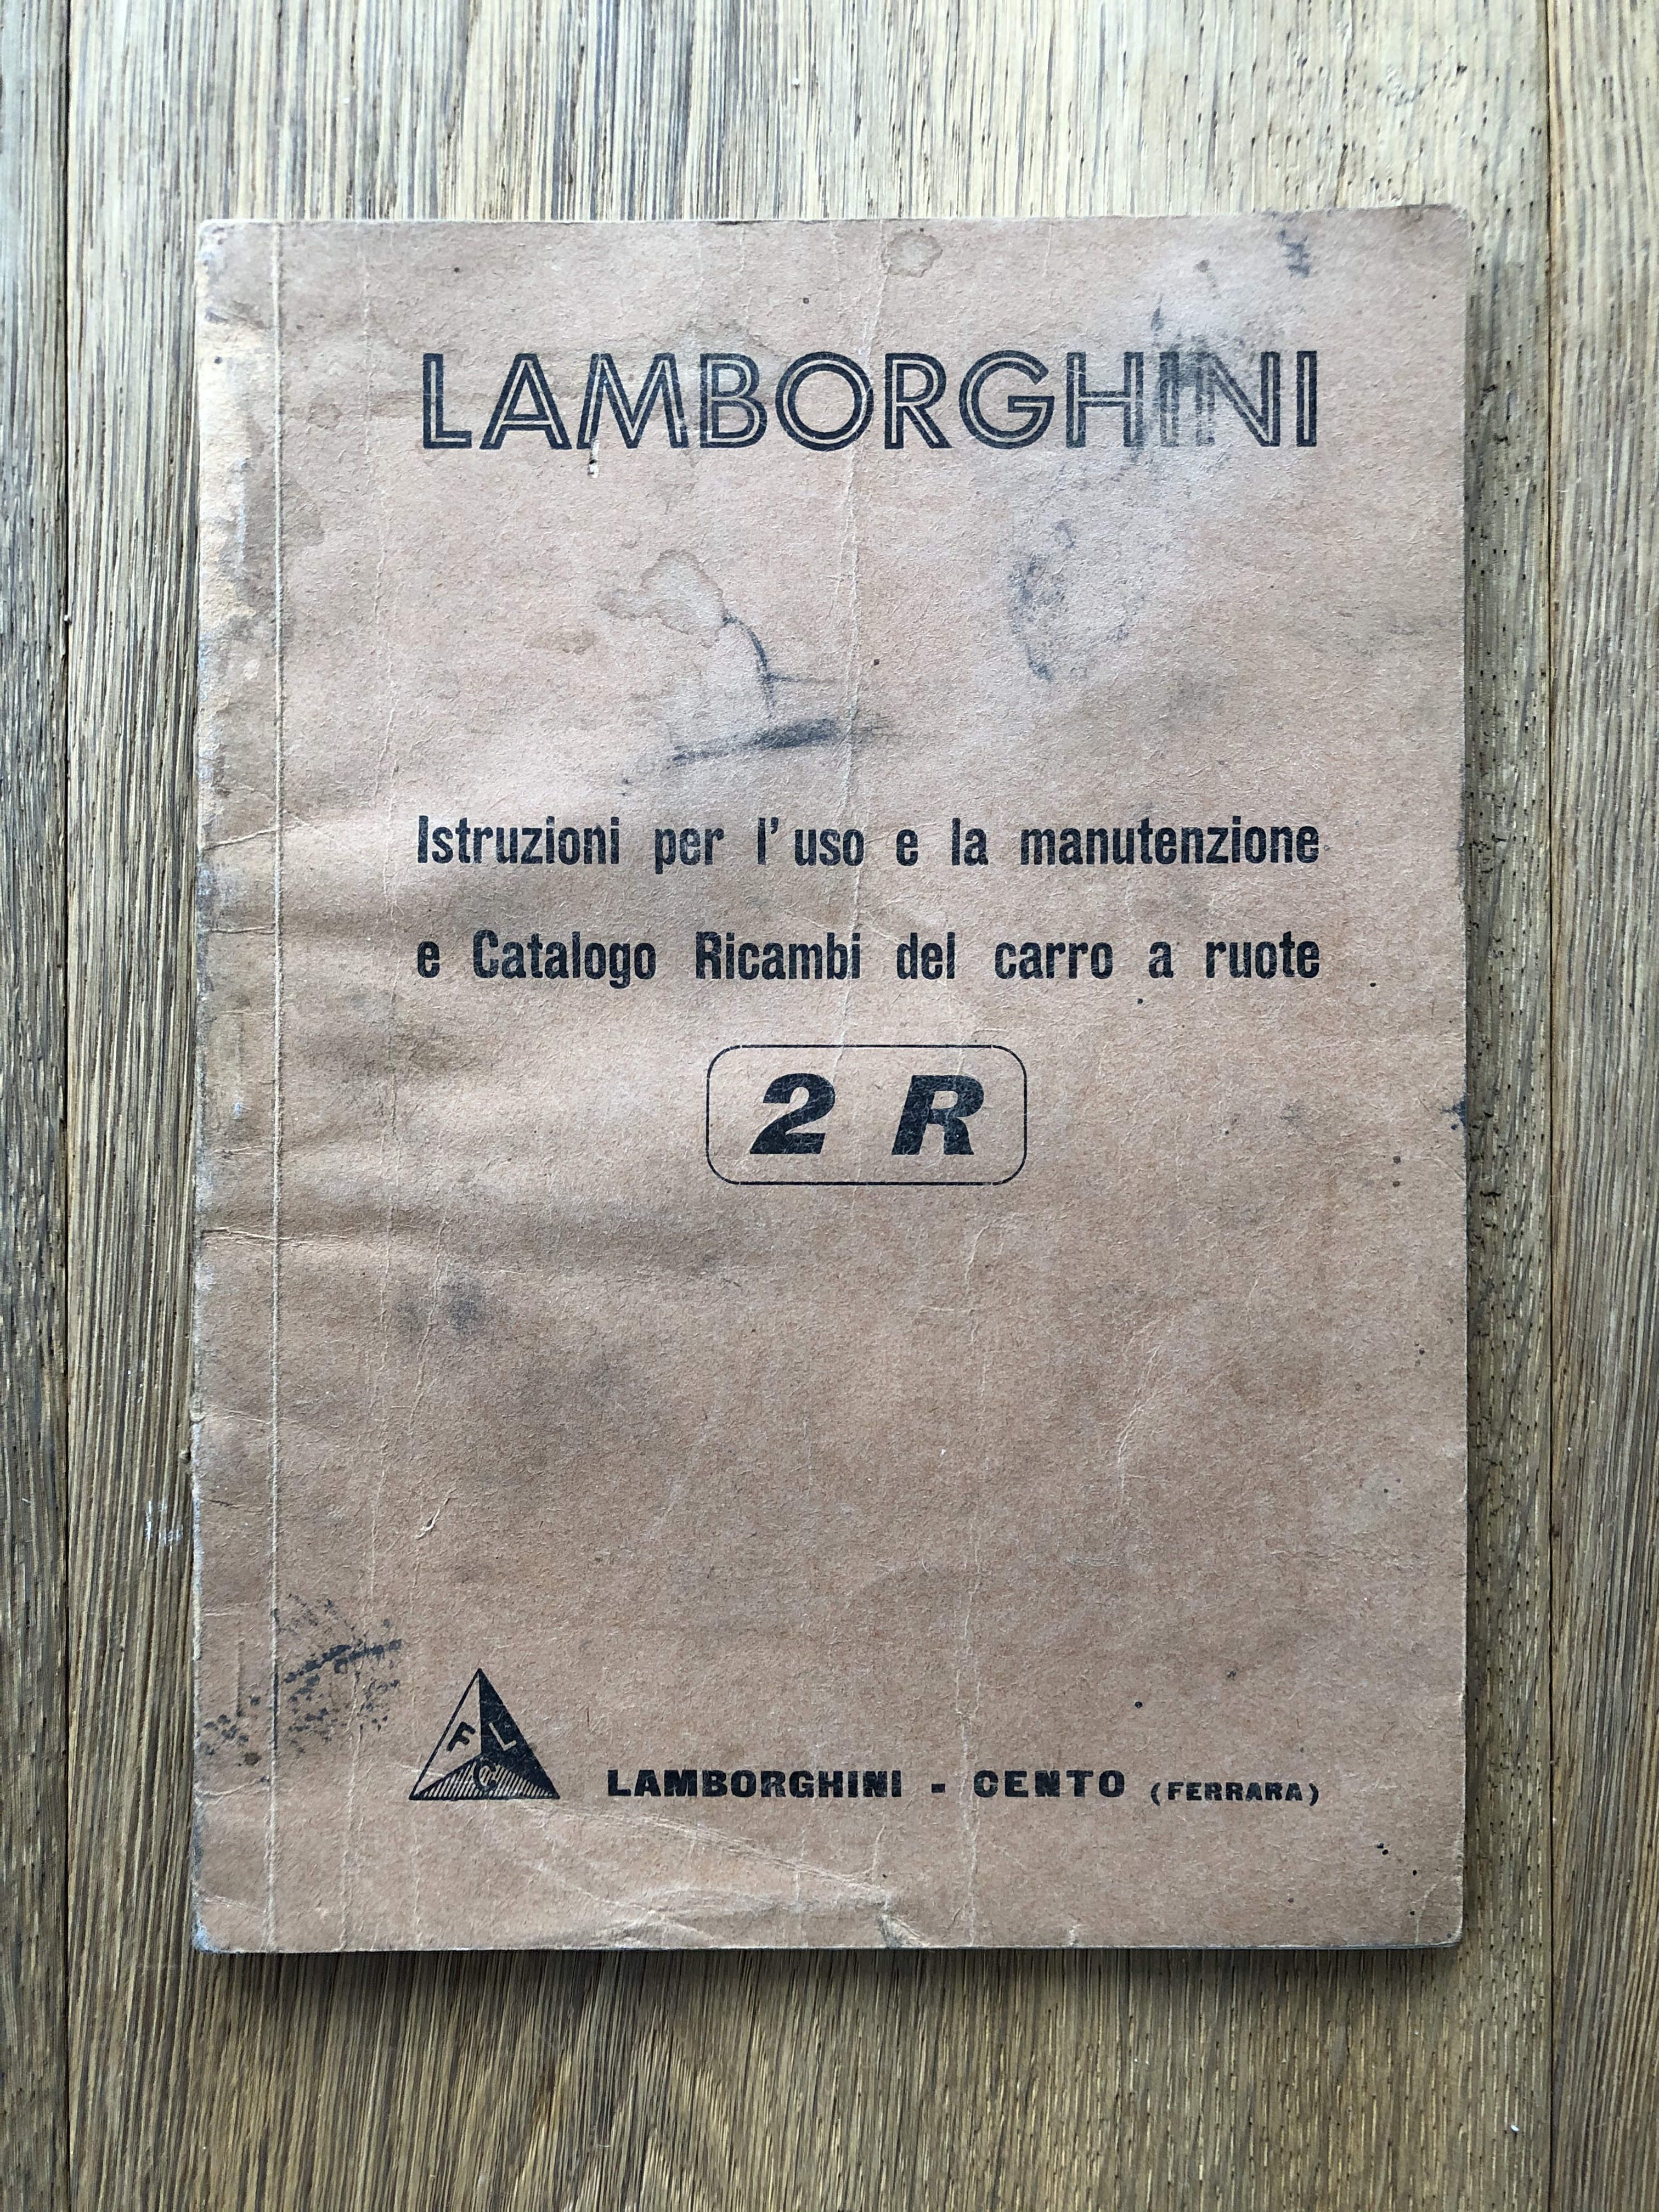 LAMBORGHINI
Istruzioni per l'uso e la manutenzione
e Catalogo Ricambi del carro a ruote
2 R
F L
LAMBORGHINI - CENTO (FERRARA)